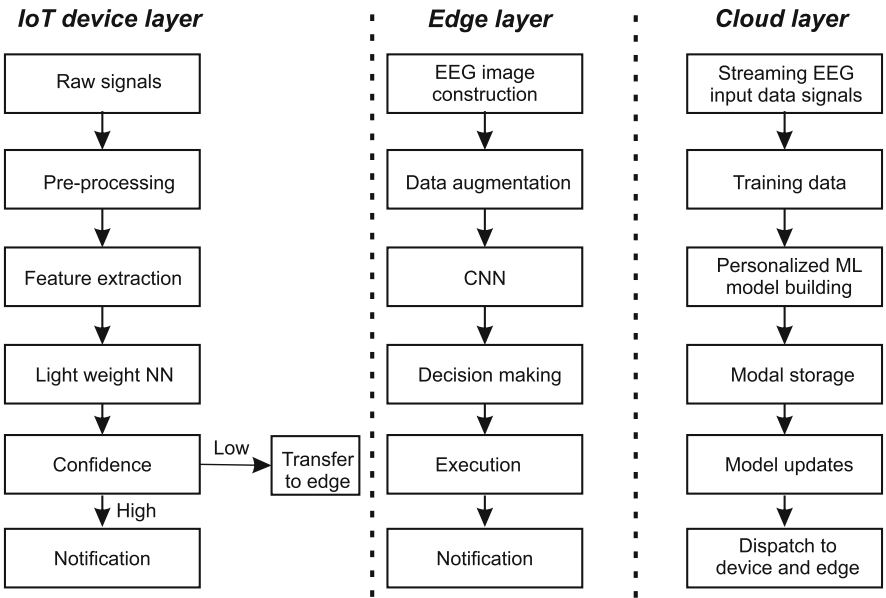 IoT device layer
Raw signals
Pre-processing
Feature extraction
Light weight NN
Confidence
Low
Transfer
to edge
High
Notification
Edge layer
EEG image
construction
Data augmentation
CNN
Decision making
Execution
Notification
Cloud layer
Streaming EEG
input data signals
Training data
Personalized ML
model building
Modal storage
Model updates
Dispatch to
device and edge